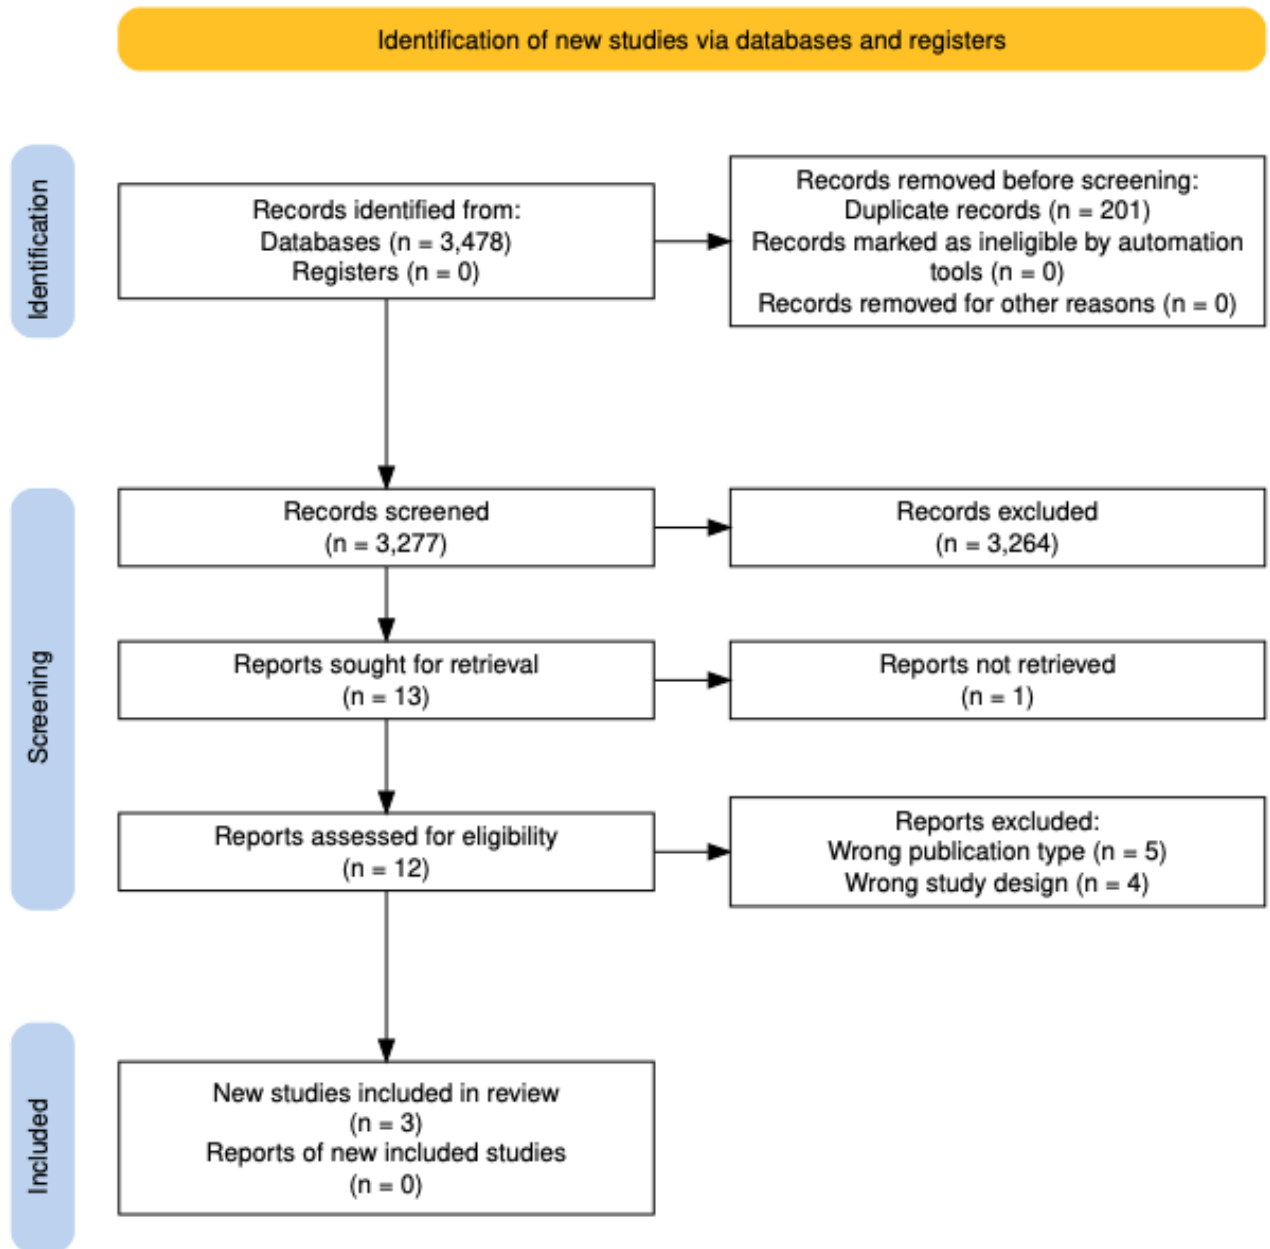 Identification of new studies via databases and registers
Identification
Records identified from:
Databases (n = 3,478)
Registers (n = 0)
Records removed before screening:
Duplicate records (n = 201)
Records marked as ineligible by automation
tools (n = 0)
Records removed for other reasons (n = 0)
Screening
Records screened
(n = 3,277)
Records excluded
(n = 3,264)
Reports sought for retrieval
(n = 13)
Reports not retrieved
(n = 1)
Reports assessed for eligibility
(n = 12)
Reports excluded:
Wrong publication type (n = 5)
Wrong study design (n = 4)
Included
New studies included in review
(n = 3)
Reports of new included studies
(n = 0)